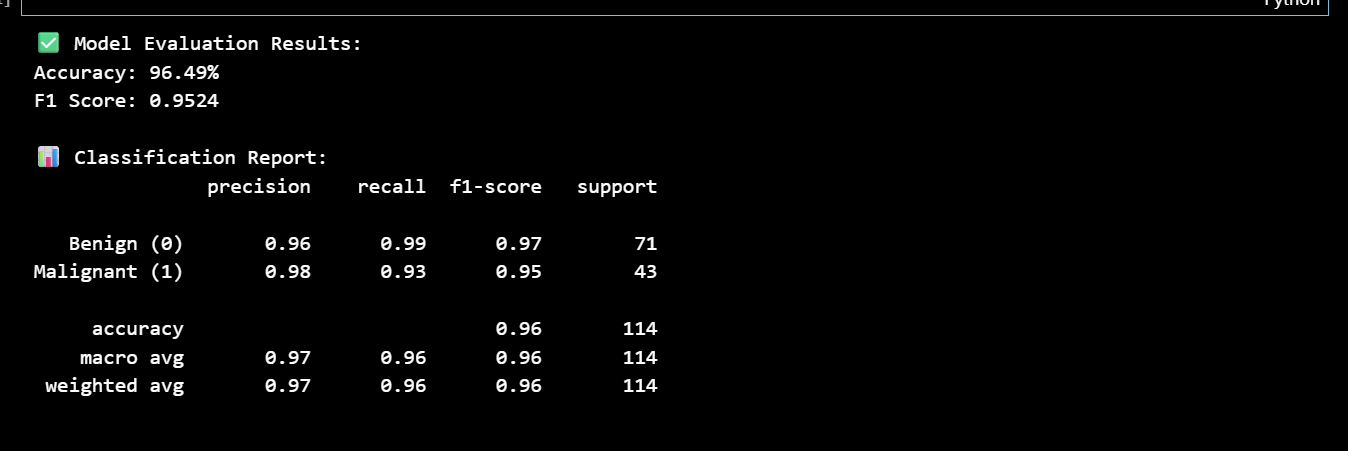 Python
✅ Model Evaluation Results:
Accuracy: 96.49%
F1 Score: 0.9524
📊 Classification Report:
precision recall f1-score support
Benign (0) 0.96 0.99 0.97 71
Malignant (1) 0.98 0.93 0.95 43
accuracy 0.96 114
macro avg 0.97 0.96 0.96 114
weighted avg 0.97 0.96 0.96 114